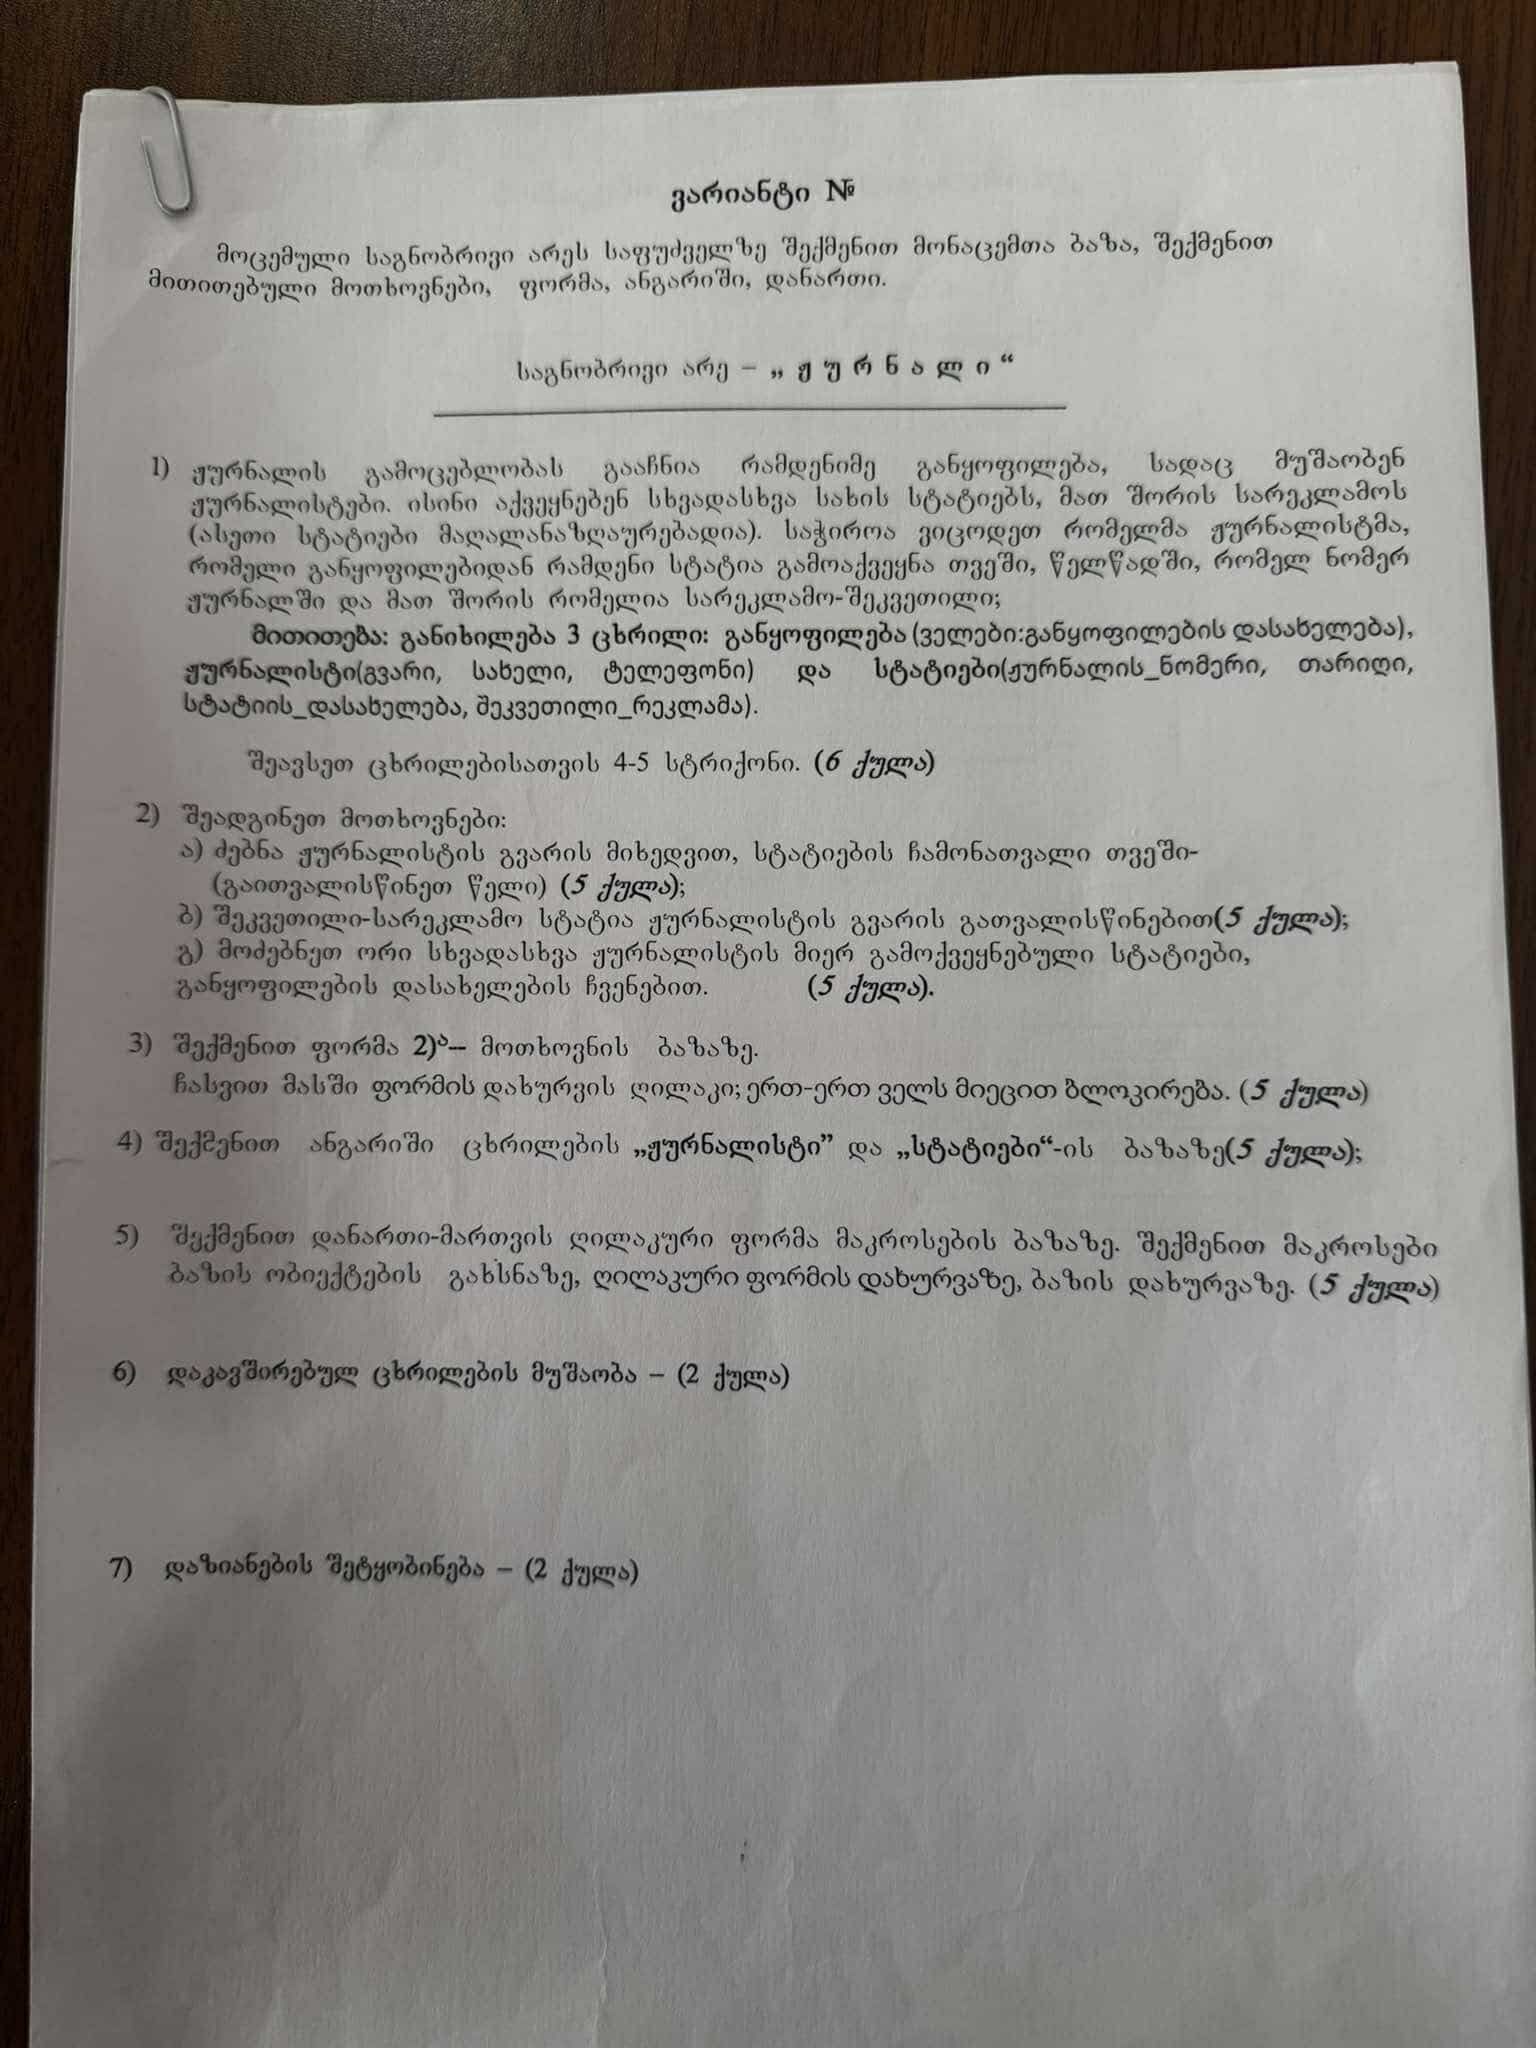 ვარიანტი №
მოცემული საგნობრივი არეს საფუძველზე შექმენით მონაცემთა ბაზა, შექმენით
მითითებული მოთხოვნები, ფორმა, ანგარიში, დანართი.
საგნობრივი არე – „ ჟ უ რ ნ ა ლ ი “
1) ჟურნალის გამოცებლობას გააჩნია რამდენიმე განყოფილება, სადაც მუშაობენ
ჟურნალისტები. ისინი აქვეყნებენ სხვადასხვა სახის სტატიებს, მათ შორის სარეკლამოს
(ასეთი სტატიები მაღალანაზღაურებადია). საჭიროა ვიცოდეთ რომელმა ჟურნალისტმა,
რომელი განყოფილებიდან რამდენი სტატია გამოაქვეყნა თვეში, წელწადში, რომელ ნომერ
ჟურნალში და მათ შორის რომელია სარეკლამო-შეკვეთილი;
მითითება: განიხილება 3 ცხრილი: განყოფილება (ველები:განყოფილების დასახელება),
ჟურნალისტი(გვარი, სახელი, ტელეფონი) და სტატიები(ჟურნალის_ნომერი, თარიღი,
სტატიის_დასახელება, შეკვეთილი_რეკლამა).
შეავსეთ ცხრილებისათვის 4-5 სტრიქონი. (6 ქულა)
2) შეადგინეთ მოთხოვნები:
ა) ძებნა ჟურნალისტის გვარის მიხედვით, სტატიების ჩამონათვალი თვეში-
(გაითვალისწინეთ წელი) (5 ქულა);
ბ) შეკვეთილი-სარეკლამო სტატია ჟურნალისტის გვარის გათვალისწინებით(5 ქულა);
გ) მოძებნეთ ორი სხვადასხვა ჟურნალისტის მიერ გამოქვეყნებული სტატიები,
განყოფილების დასახელების ჩვენებით. (5 ქულა).
3) შექმენით ფორმა 2)ა– მოთხოვნის ბაზაზე.
ჩასვით მასში ფორმის დახურვის ღილაკი; ერთ-ერთ ველს მიეცით ბლოკირება. (5 ქულა)
4) შექმენით ანგარიში ცხრილების „ჟურნალისტი” და „სტატიები“-ის ბაზაზე(5 ქულა);
5) შექმენით დანართი-მართვის ღილაკური ფორმა მაკროსების ბაზაზე. შექმენით მაკროსები
ბაზის ობიექტების გახსნაზე, ღილაკური ფორმის დახურვაზე, ბაზის დახურვაზე. (5 ქულა)
6) დაკავშირებულ ცხრილების მუშაობა – (2 ქულა)
7) დაზიანების შეტყობინება – (2 ქულა)